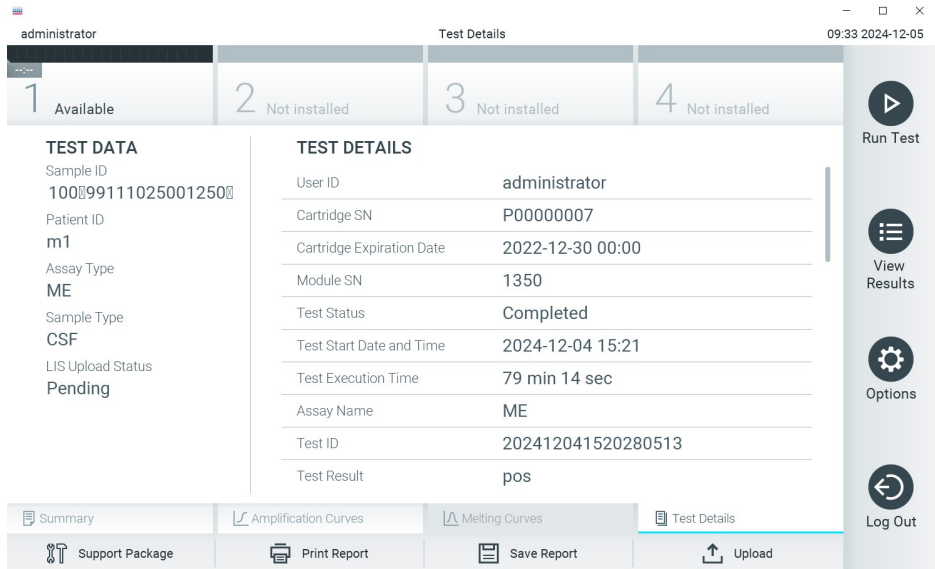 administrator
Test Details
09:33 2024-12-05
--:--
1 Available
2 Not installed
3 Not installed
4 Not installed
TEST DATA
Sample ID
100▯99111025001250▯
Patient ID
m1
Assay Type
ME
Sample Type
CSF
LIS Upload Status
Pending
TEST DETAILS
User ID administrator
Cartridge SN P00000007
Cartridge Expiration Date 2022-12-30 00:00
Module SN 1350
Test Status Completed
Test Start Date and Time 2024-12-04 15:21
Test Execution Time 79 min 14 sec
Assay Name ME
Test ID 202412041520280513
Test Result pos
Run Test
View
Results
Options
Log Out
Summary
Amplification Curves
Melting Curves
Test Details
Support Package
Print Report
Save Report
Upload